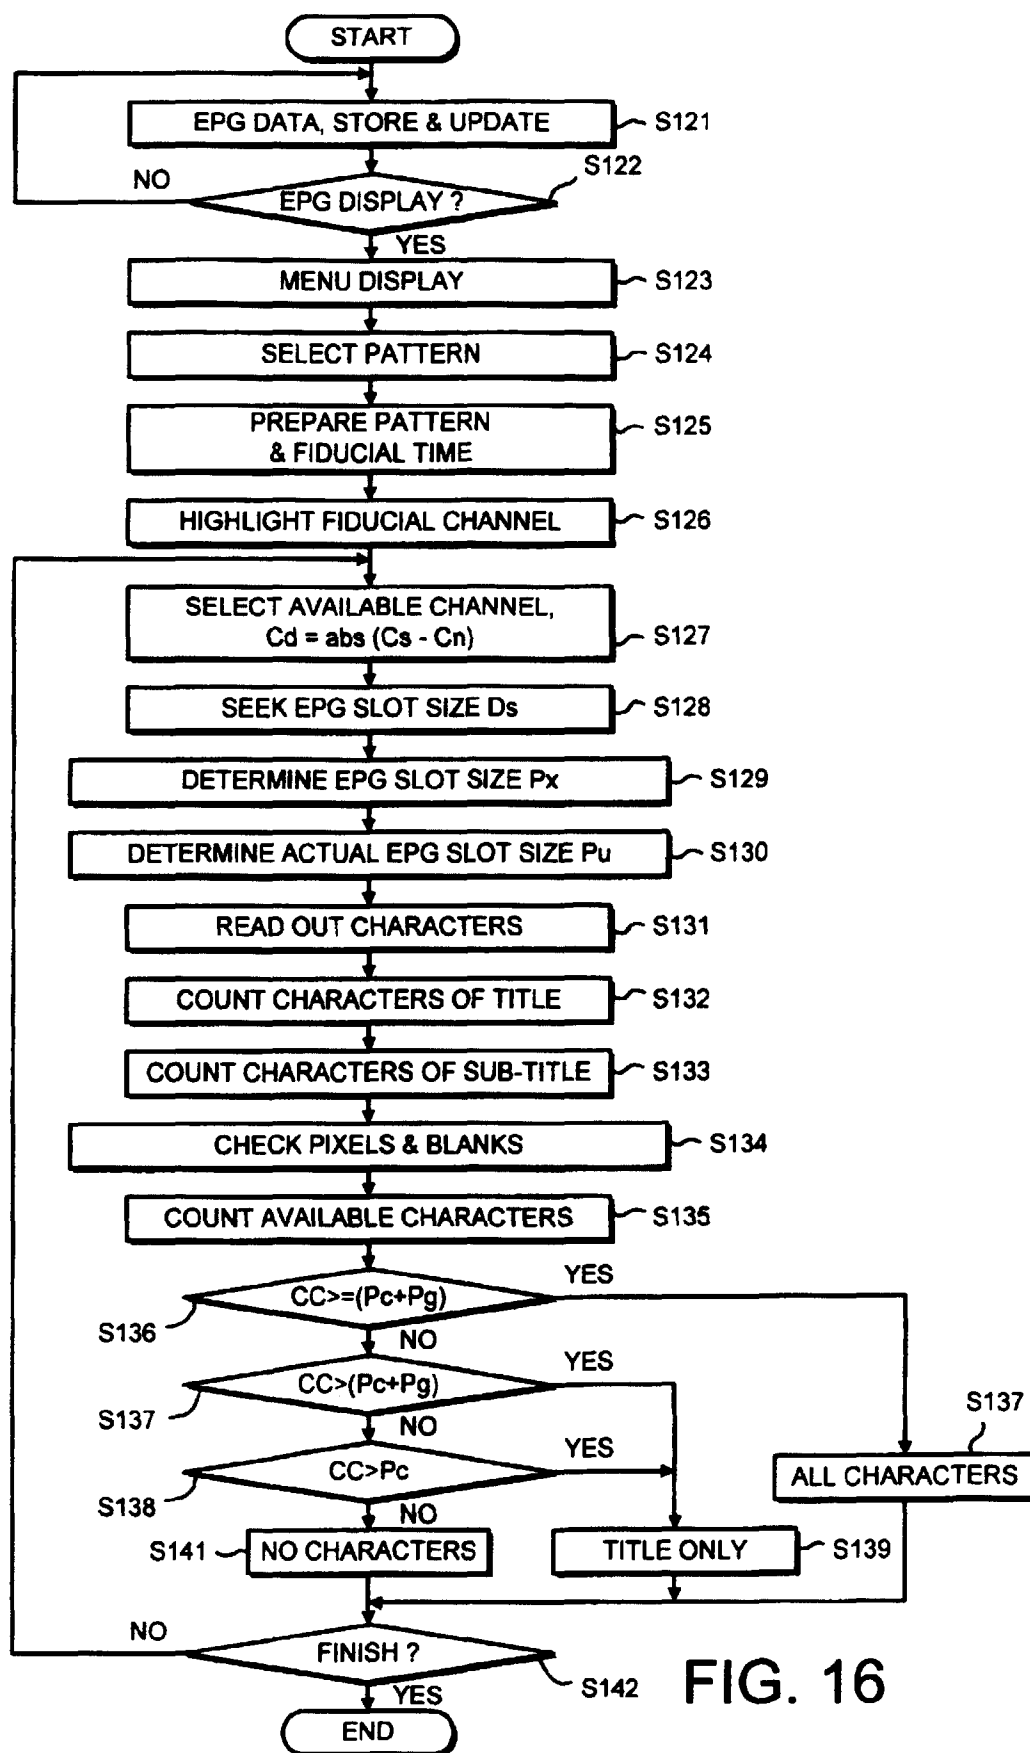 START
EPG DATA, STORE & UPDATE
S121
NO
S122
EPG DISPLAY ?
YES
MENU DISPLAY
S123
SELECT PATTERN
S124
PREPARE PATTERN
& FIDUCIAL TIME
S125
HIGHLIGHT FIDUCIAL CHANNEL
S126
SELECT AVAILABLE CHANNEL,
Cd = abs (Cs - Cn)
S127
SEEK EPG SLOT SIZE Ds
S128
DETERMINE EPG SLOT SIZE Px
S129
DETERMINE ACTUAL EPG SLOT SIZE Pu
S130
READ OUT CHARACTERS
S131
COUNT CHARACTERS OF TITLE
S132
COUNT CHARACTERS OF SUB-TITLE
S133
CHECK PIXELS & BLANKS
S134
COUNT AVAILABLE CHARACTERS
S135
YES
CC>=(Pc+Pg)
S136
NO
YES
CC>(Pc+Pg)
S137
NO
S137
YES
CC>Pc
ALL CHARACTERS
S138
NO
S141
NO CHARACTERS
TITLE ONLY
S139
NO
FINISH ?
S142
YES
END
FIG. 16